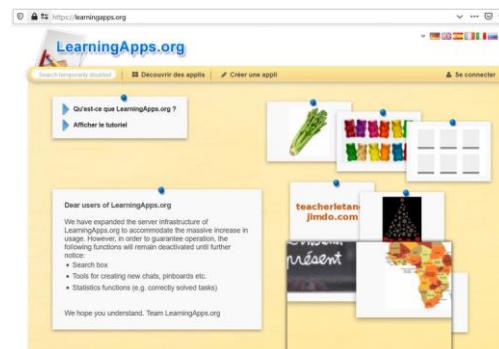 https://learningapps.org
LearningApps.org
Search temporarily disabled
Découvrir des applis
Créer une appli
Se connecter
Qu'est-ce que LearningApps.org ?
Afficher le tutoriel
Dear users of LearningApps.org
We have expanded the server infrastructure of
LearningApps.org to accommodate the massive increase in
usage. However, in order to guarantee operation, the
following functions will remain deactivated until further
notice:
• Search box
• Tools for creating new chats, pinboards etc.
• Statistics functions (e.g. correctly solved tasks)
We hope you understand. Team LearningApps.org
teacherletang
jimdo.com
présent